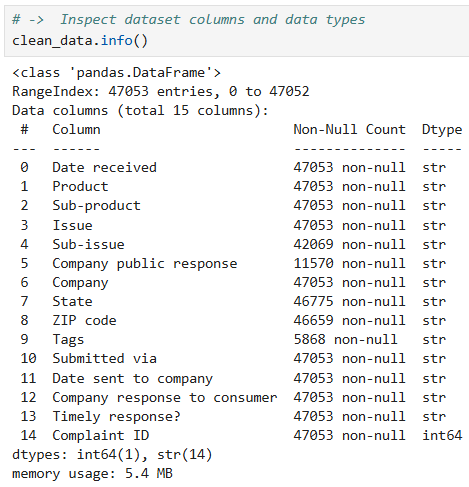 # ->  Inspect dataset columns and data types
clean_data.info()
<class 'pandas.DataFrame'>
RangeIndex: 47053 entries, 0 to 47052
Data columns (total 15 columns):
 #   Column                        Non-Null Count  Dtype
---  ------                        --------------  -----
 0   Date received                 47053 non-null  str
 1   Product                       47053 non-null  str
 2   Sub-product                   47053 non-null  str
 3   Issue                         47053 non-null  str
 4   Sub-issue                     42069 non-null  str
 5   Company public response       11570 non-null  str
 6   Company                       47053 non-null  str
 7   State                         46775 non-null  str
 8   ZIP code                      46659 non-null  str
 9   Tags                          5868 non-null   str
 10  Submitted via                 47053 non-null  str
 11  Date sent to company          47053 non-null  str
 12  Company response to consumer  47053 non-null  str
 13  Timely response?              47053 non-null  str
 14  Complaint ID                  47053 non-null  int64
dtypes: int64(1), str(14)
memory usage: 5.4 MB